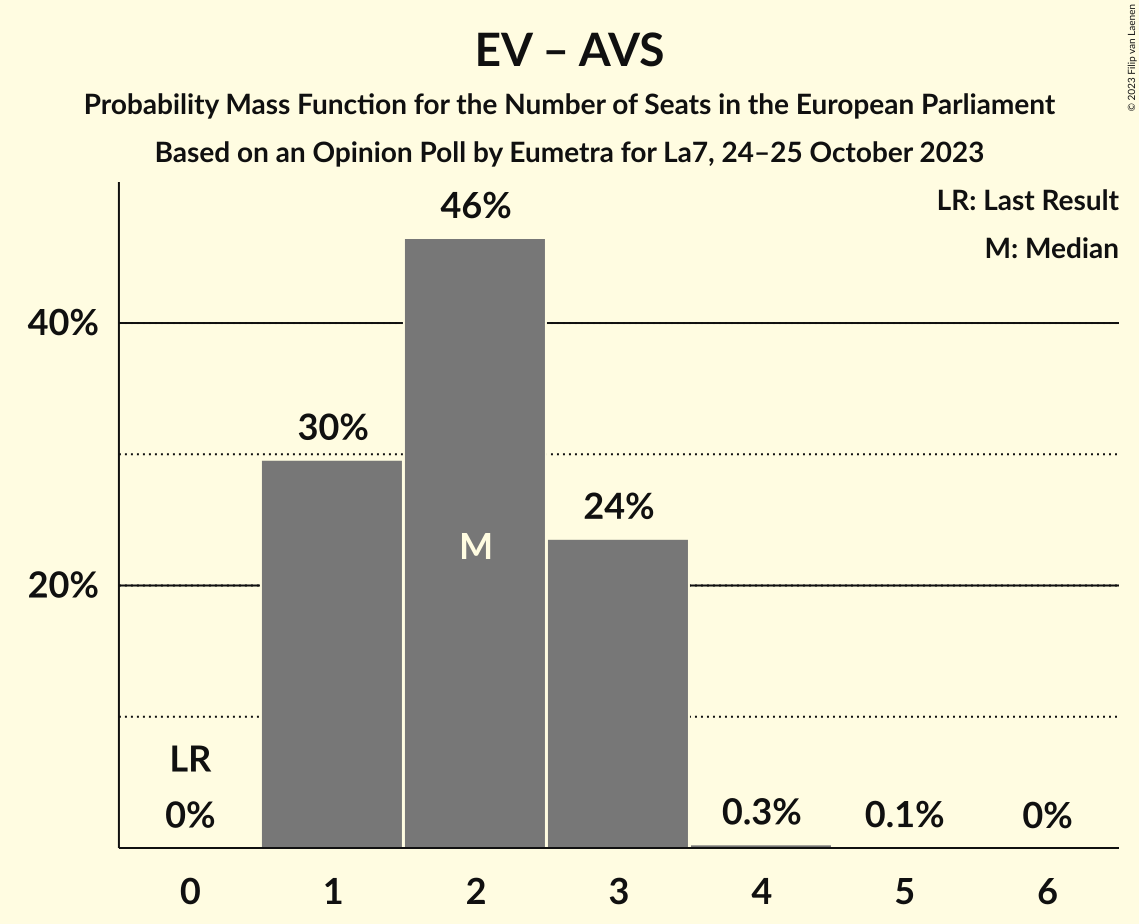 EV – AVS
Probability Mass Function for the Number of Seats in the European Parliament
Based on an Opinion Poll by Eumetra for La7, 24–25 October 2023
© 2023 Filip van Laenen
LR: Last Result
M: Median
46%
40%
30%
24%
M
20%
LR
0%
0.3%
0.1%
0%
0 1 2 3 4 5 6